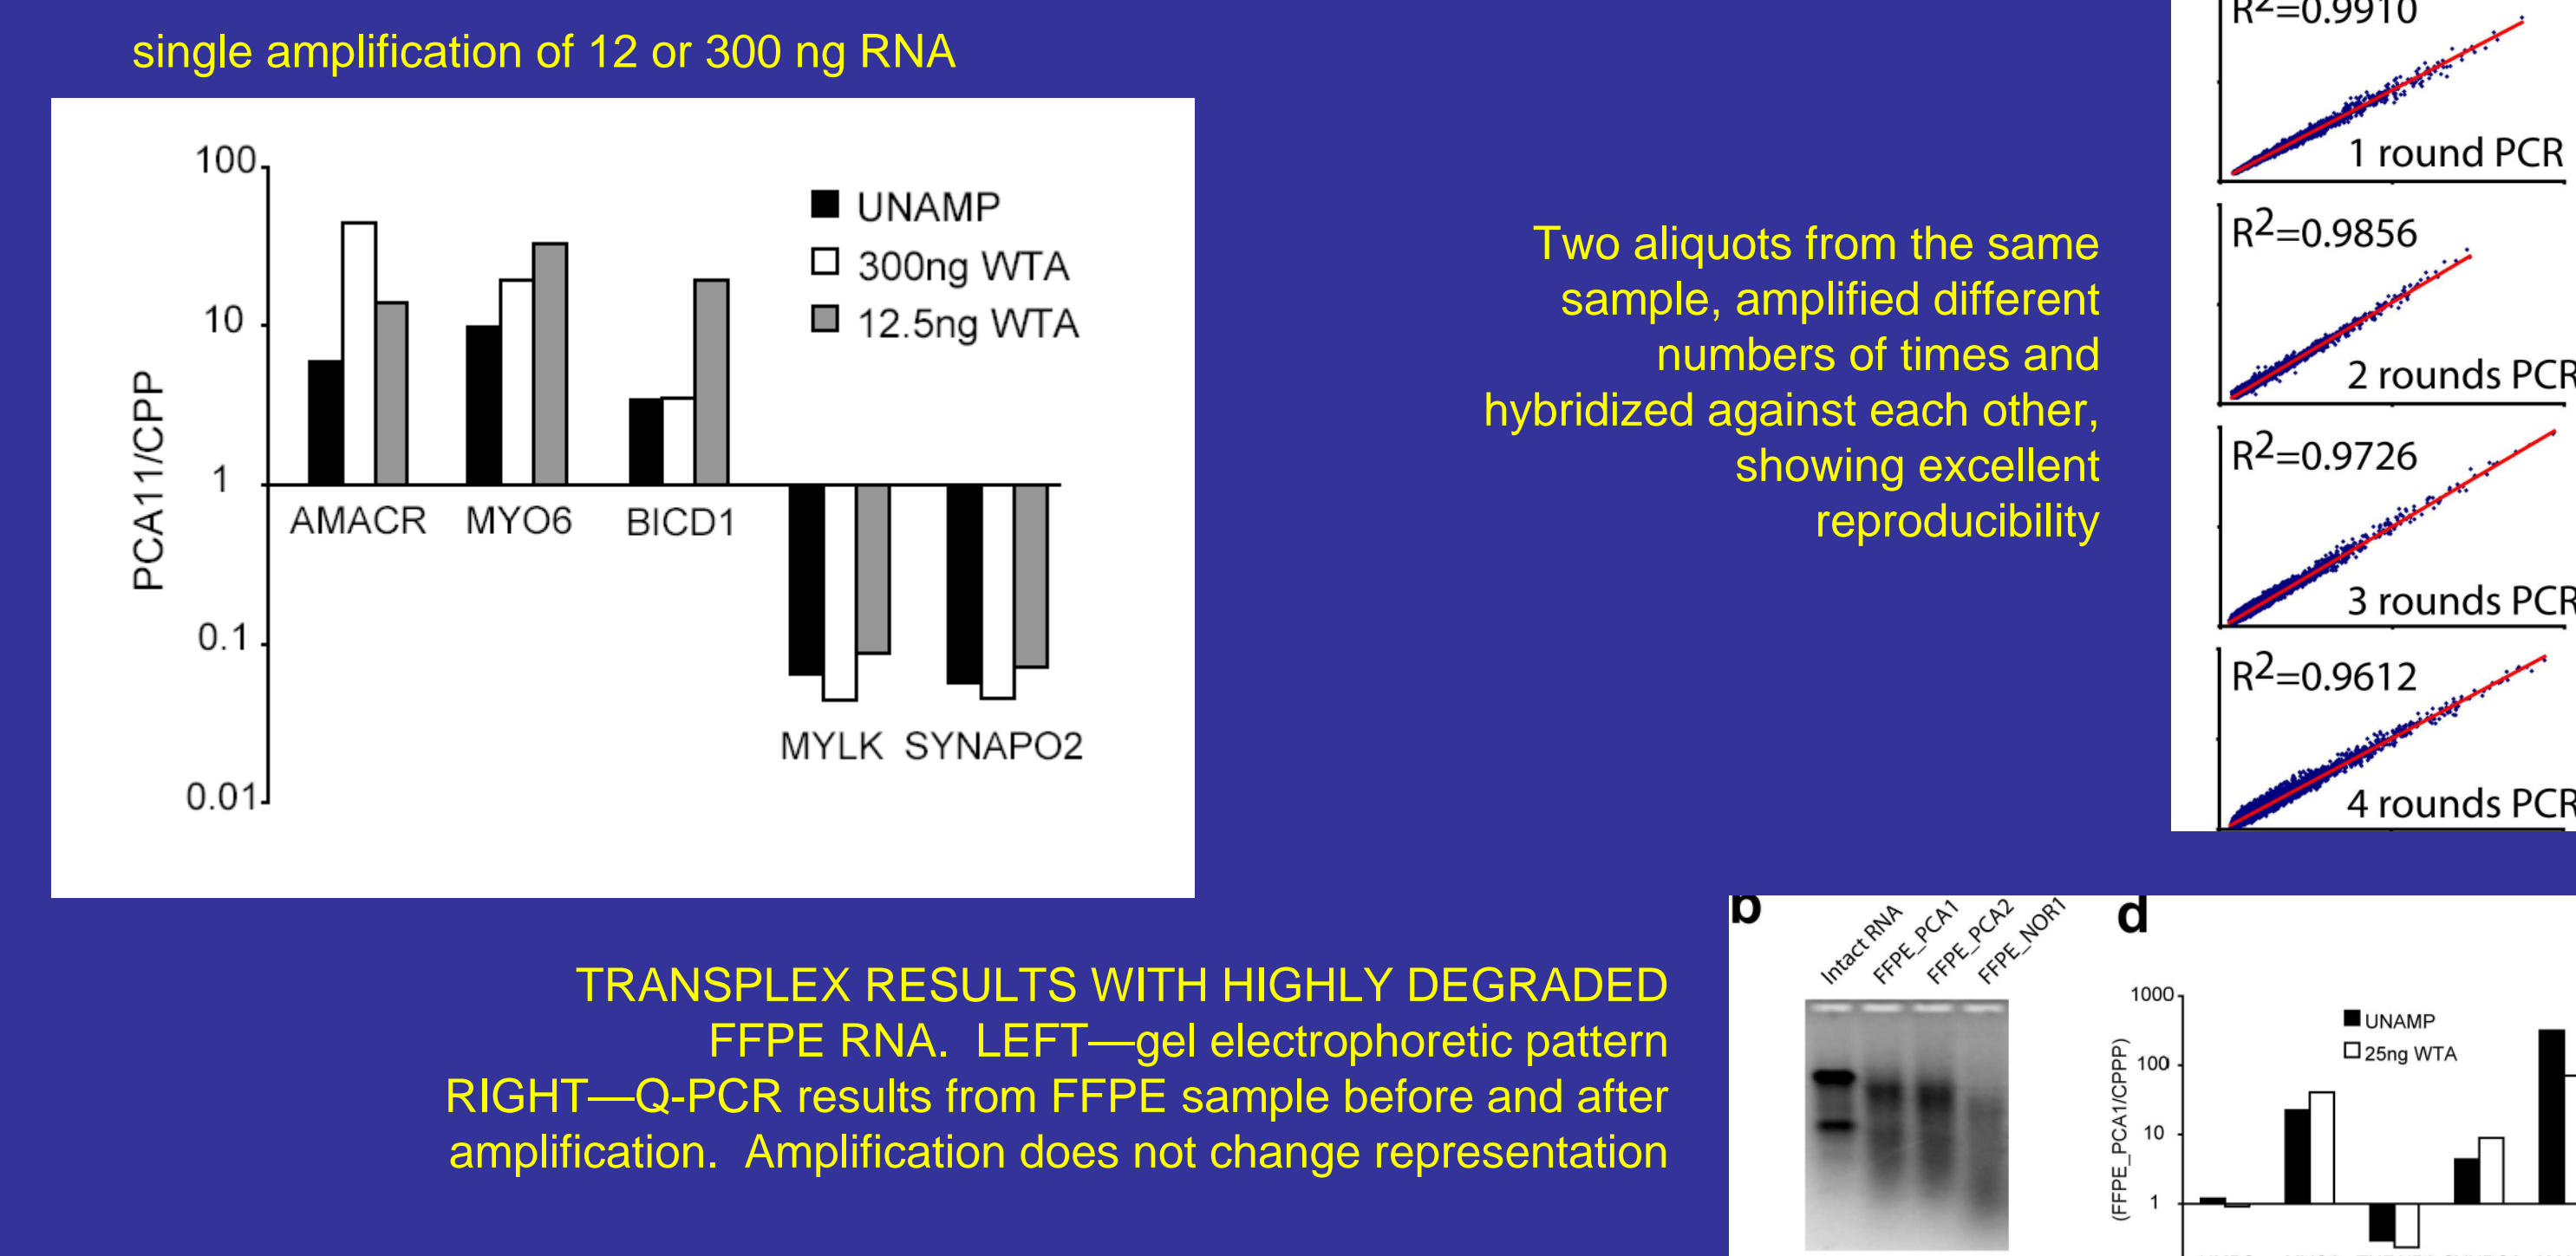 single amplification of 12 or 300 ng RNA
100
10
1
0.1
0.01
PCA11/CPP
UNAMP
300ng WTA
12.5ng WTA
AMACR MYO6 BICD1
MYLK SYNAPO2
Two aliquots from the same
sample, amplified different
numbers of times and
hybridized against each other,
showing excellent
reproducibility
R2=0.9910
1 round PCR
R2=0.9856
2 rounds PCR
R2=0.9726
3 rounds PCR
R2=0.9612
4 rounds PCR
TRANSPLEX RESULTS WITH HIGHLY DEGRADED
FFPE RNA. LEFT—gel electrophoretic pattern
RIGHT—Q-PCR results from FFPE sample before and after
amplification. Amplification does not change representation
b
Intact RNA
FFPE_PCA1
FFPE_PCA2
FFPE_NOR1
d
1000
100
10
1
(FFPE_PCA1/CPP)
UNAMP
25ng WTA